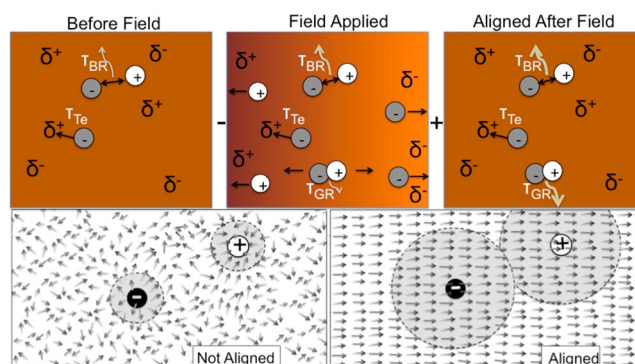 Before Field
Field Applied
Aligned After Field
δ+ δ-
τBR
- +
δ+
τTe
δ+
-
δ-
δ-
-
τBR
- +
δ-
+
δ+
τTe
δ+
-
-
+
- +
τGR
-
δ-
δ-
+
δ+ δ-
τBR
- +
δ+
τTe
δ+
-
δ-
- +
τGR
δ-
+
-
Not Aligned
+
-
Aligned